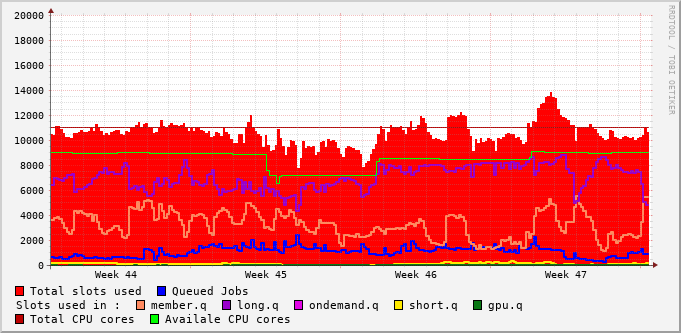 20000
18000
16000
14000
12000
10000
8000
6000
4000
2000
0
Week 44 Week 45 Week 46 Week 47
Total slots used Queued Jobs
Slots used in : member.q long.q ondemand.q short.q gpu.q
Total CPU cores Availale CPU cores
RRDTOOL / TOBI OETIKER